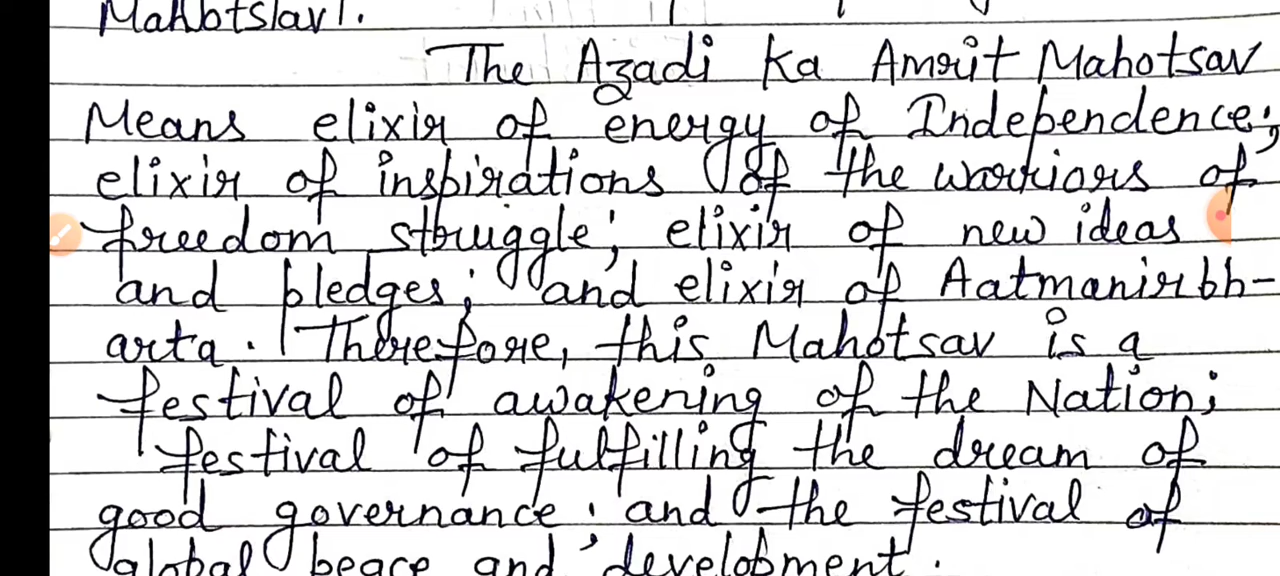 Mahotsav'.
The Azadi ka Amrit Mahotsav
Means elixir of energy of Independence;
elixir of inspirations of the warriors of
freedom struggle; elixir of new ideas
and pledges; and elixir of Aatmanirbh-
arta. Therefore, this Mahotsav is a
festival of awakening of the Nation;
festival of fulfilling the dream of
good governance; and the festival of
global peace and development.